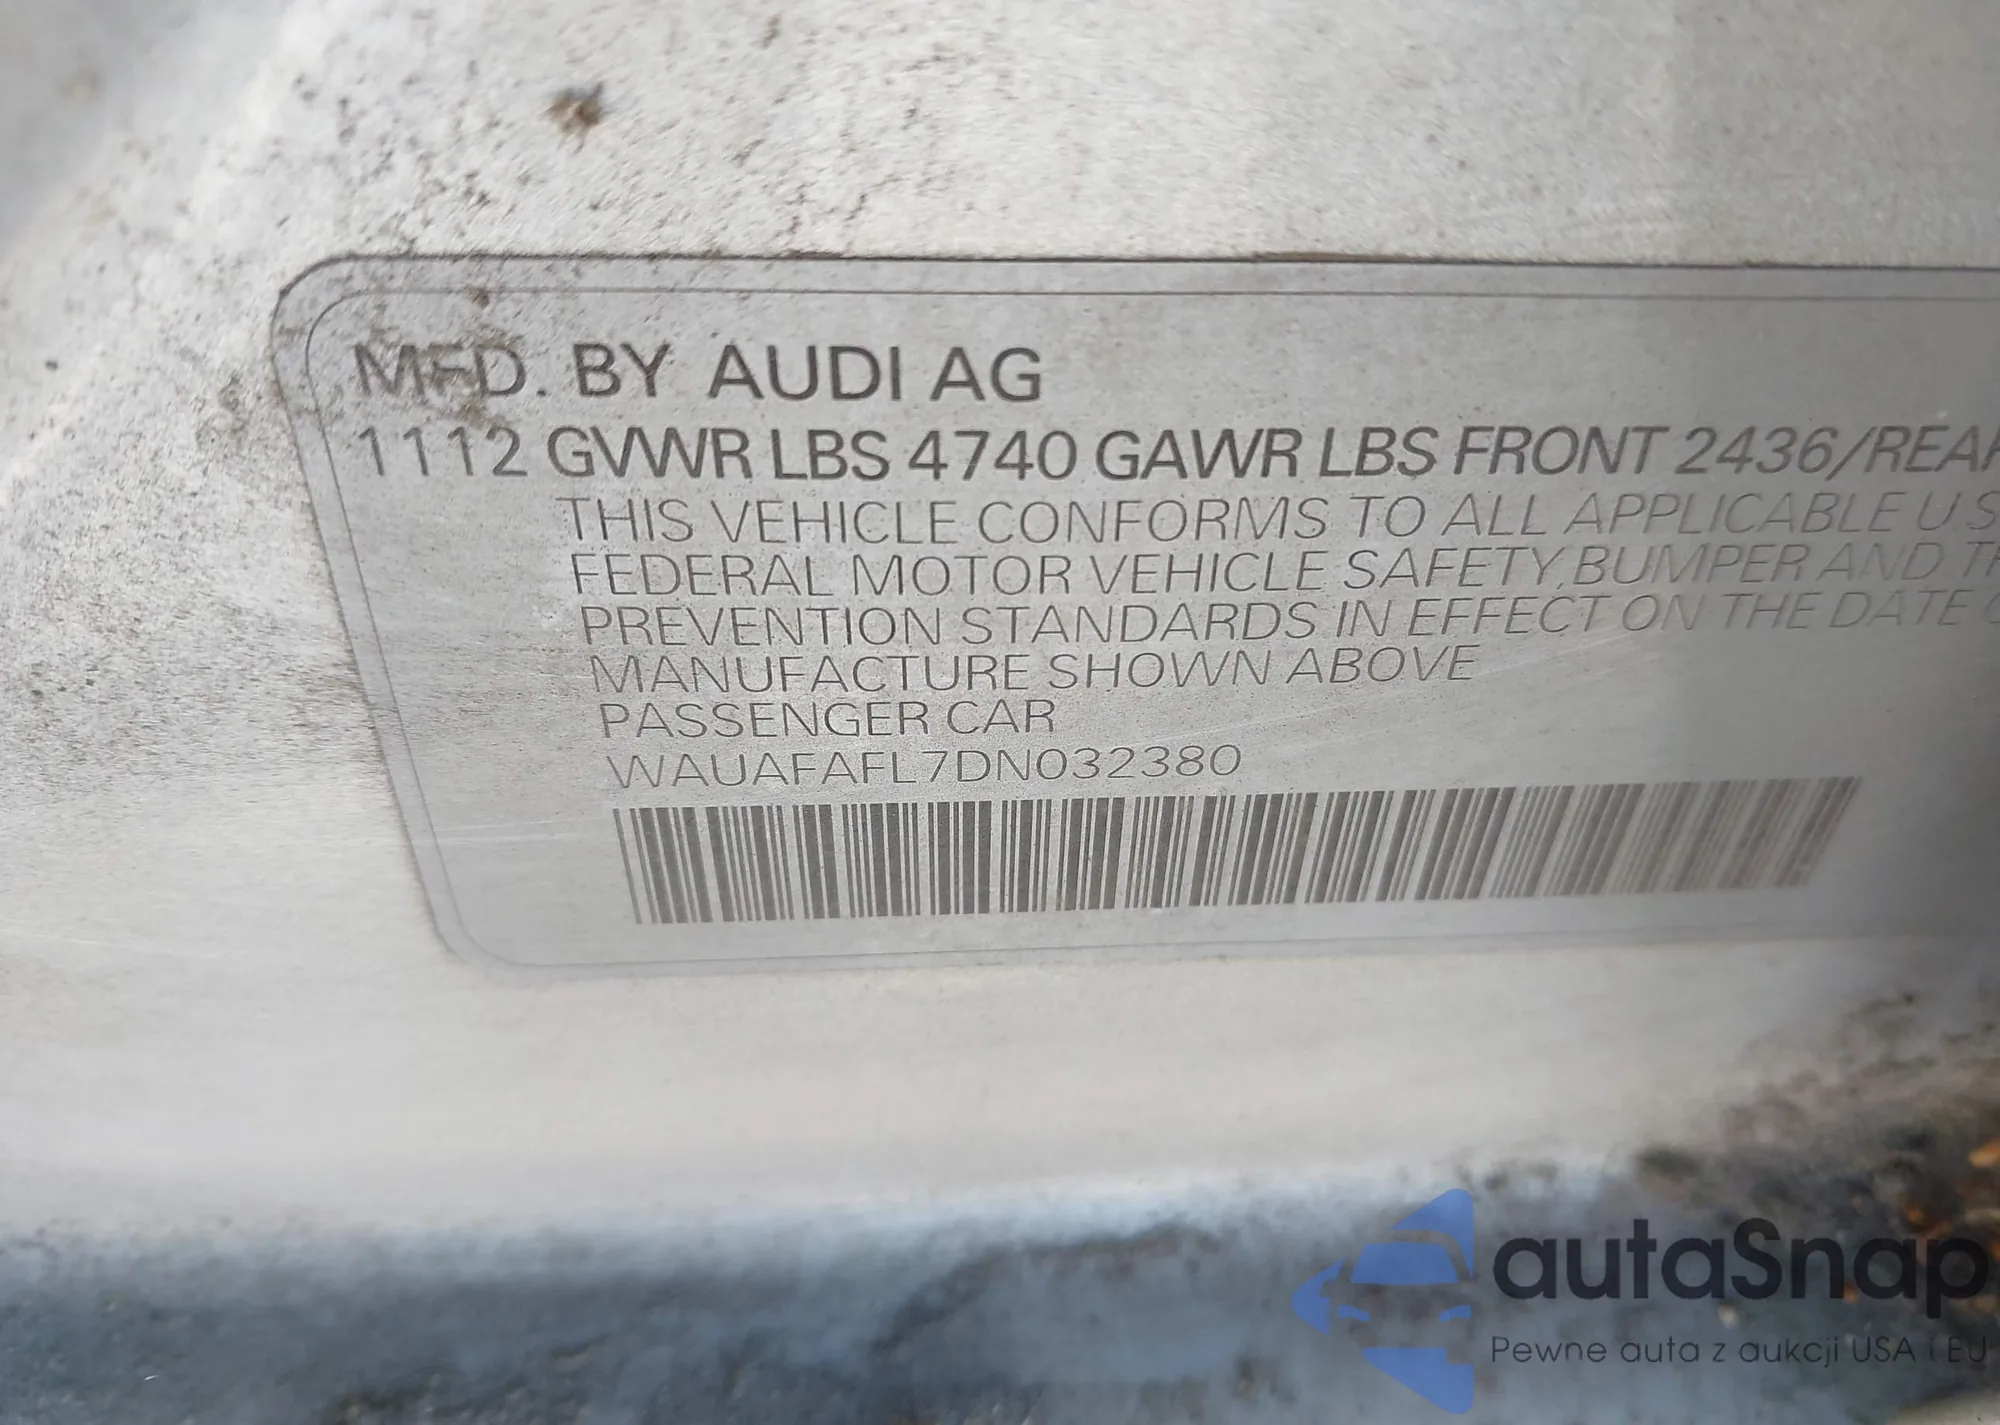 MFD. BY AUDI AG
1112 GVWR LBS 4740 GAWR LBS FRONT 2436/REAR
THIS VEHICLE CONFORMS TO ALL APPLICABLE U S
FEDERAL MOTOR VEHICLE SAFETY, BUMPER AND TH
PREVENTION STANDARDS IN EFFECT ON THE DATE O
MANUFACTURE SHOWN ABOVE
PASSENGER CAR
WAUAFAFL7DN032380
autaSnap
Pewne auta z aukcji USA i EU